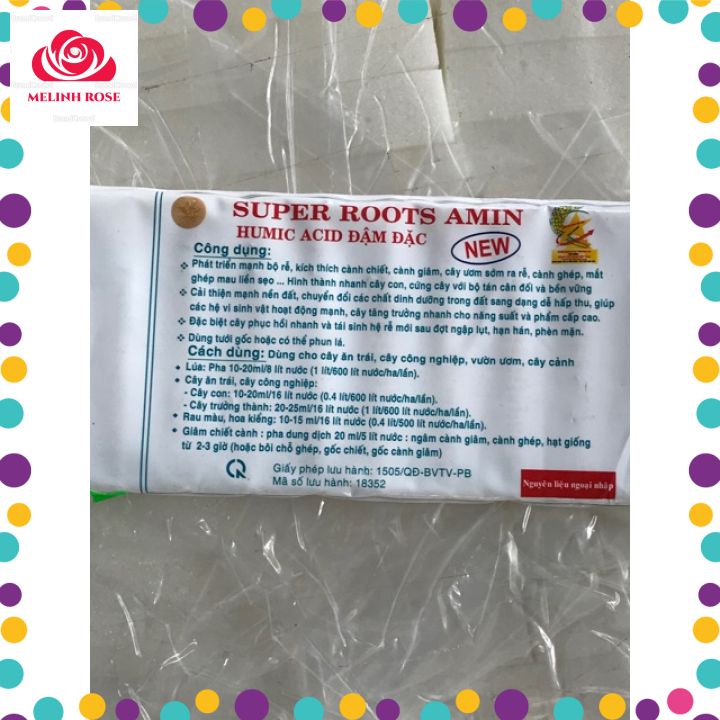 MELINH ROSE
SUPER ROOTS AMIN
HUMIC ACID ĐẬM ĐẶC
NEW
Công dụng:
Phát triển mạnh bộ rễ, kích thích cành chiết, cành giâm, cây ươm sớm ra rễ, cành ghép, mắt
ghép mau liền sẹo ... Hình thành nhanh cây con, cứng cây với bộ tán cân đối và bền vững
Cải thiện mạnh nền đất, chuyển đổi các chất dinh dưỡng trong đất sang dạng dễ hấp thu, giúp
các hệ vi sinh vật hoạt động mạnh, cây tăng trưởng nhanh cho năng suất và phẩm cấp cao.
Đặc biệt cây phục hồi nhanh và tái sinh hệ rễ mới sau đợt ngập lụt, hạn hán, phèn mặn.
Dùng tưới gốc hoặc có thể phun lá.
Cách dùng: Dùng cho cây ăn trái, cây công nghiệp, vườn ươm, cây cảnh
Lúa: Pha 10-20ml/8 lít nước (1 lít/600 lít nước/ha/lần).
Cây ăn trái, cây công nghiệp:
- Cây con: 10-20ml/16 lít nước (0.4 lít/600 lít nước/ha/lần).
- Cây trưởng thành: 20-25ml/16 lít nước (1 lít/600 lít nước/ha/lần).
Rau màu, hoa kiểng: 10-15 ml/16 lít nước (0.4 lít/500 lít nước/ha/lần).
Giâm chiết cành : pha dung dịch 20 ml/5 lít nước : ngâm cành giâm, cành ghép, hạt giống
từ 2-3 giờ (hoặc bôi chỗ ghép, gốc chiết, gốc cành giâm)
Giấy phép lưu hành: 1505/QĐ-BVTV-PB
Mã số lưu hành: 18352
Nguyên liệu ngoại nhập